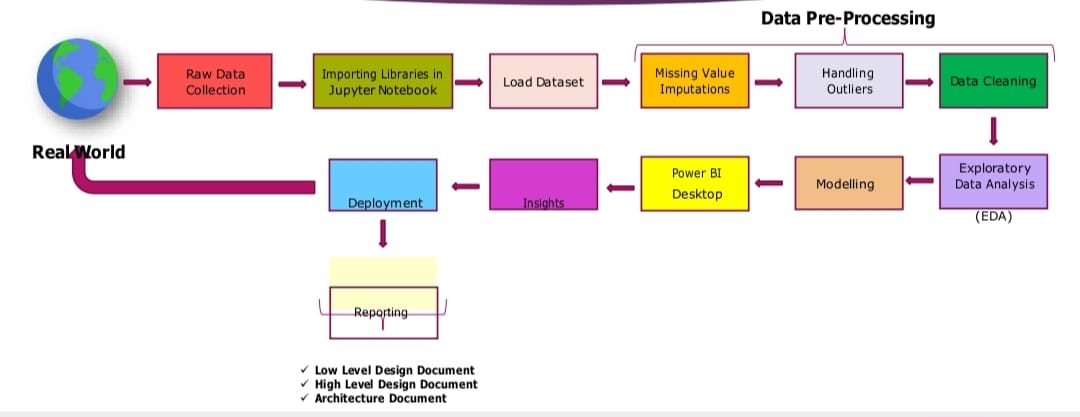 Data Pre-Processing
Raw Data
Collection
Importing Libraries in
Jupyter Notebook
Load Dataset
Missing Value
Imputations
Handling
Outliers
Data Cleaning
Real World
Deployment
Insights
Power BI
Desktop
Modelling
Exploratory
Data Analysis
(EDA)
Reporting
✓ Low Level Design Document
✓ High Level Design Document
✓ Architecture Document